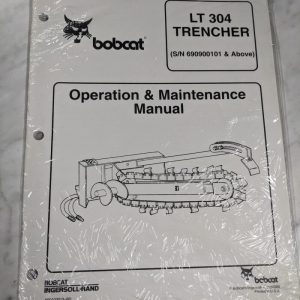 bobcat
LT 304
TRENCHER
(S/N 690900101 & Above)
Operation & Maintenance
Manual
BOBCAT
INGERSOLL-RAND
bobcat